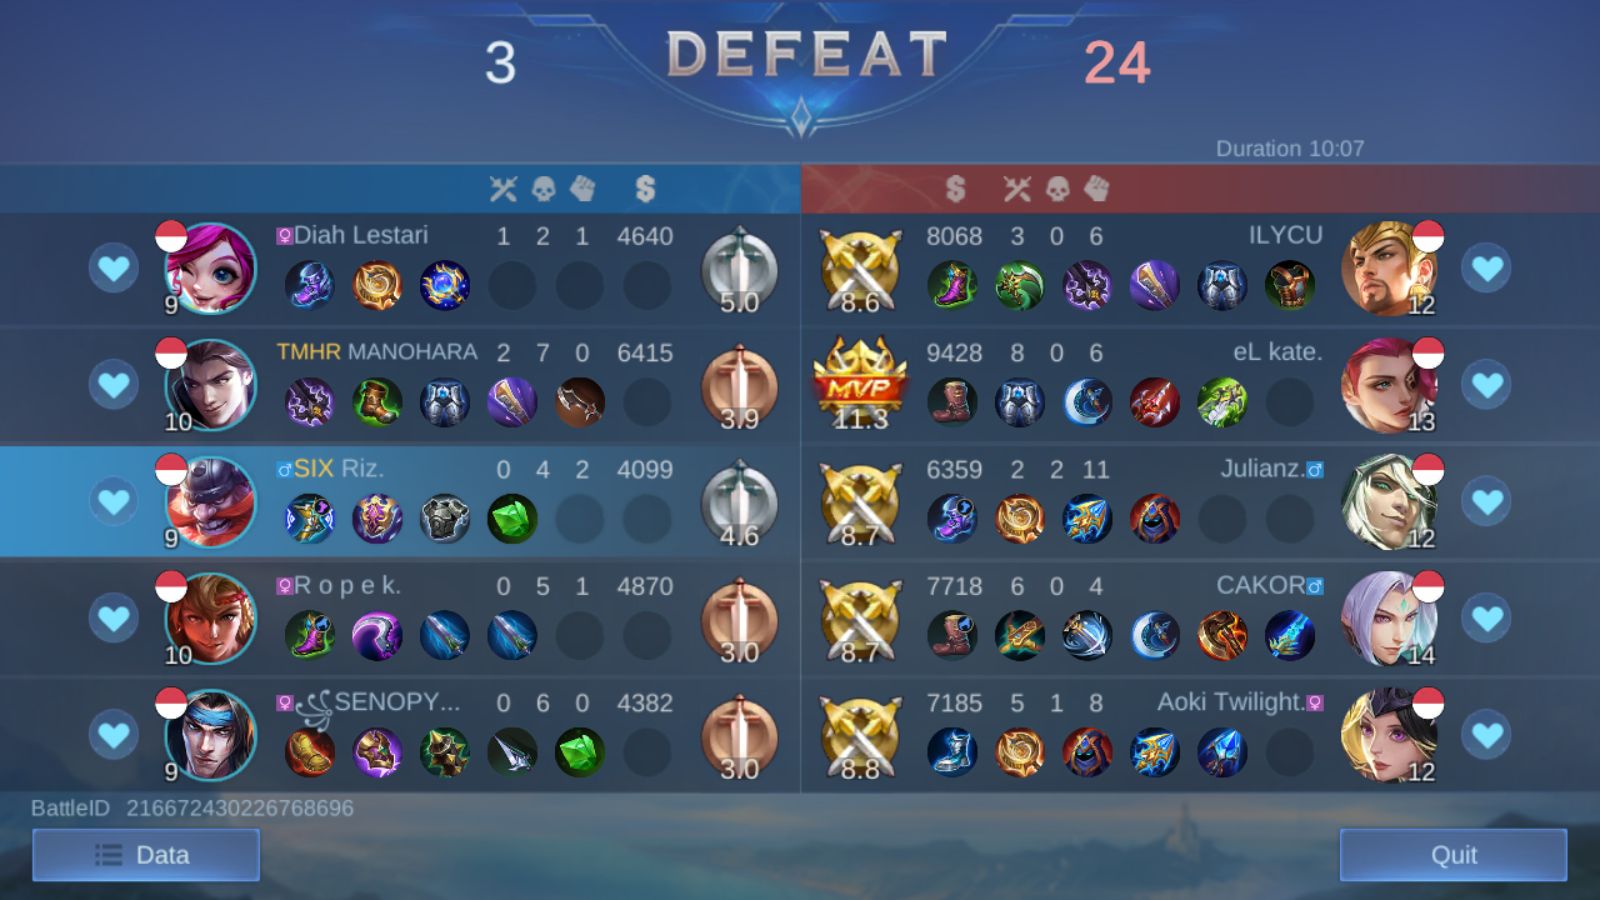 3 DEFEAT 24
Duration 10:07
Diah Lestari 1 2 1 4640
9 5.0
8068 3 0 6 ILYCU
8.6 12
TMHR MANOHARA 2 7 0 6415
10 3.9
9428 8 0 6 eL kate.
MVP
11.3 13
SIX Riz. 0 4 2 4099
9 4.6
6359 2 2 11 Julianz.
8.7 12
R o p e k. 0 5 1 4870
10 3.0
7718 6 0 4 CAKOR
8.7 14
SENOPY... 0 6 0 4382
9 3.0
7185 5 1 8 Aoki Twilight.
8.8 12
BattleID 216672430226768696
Data
Quit